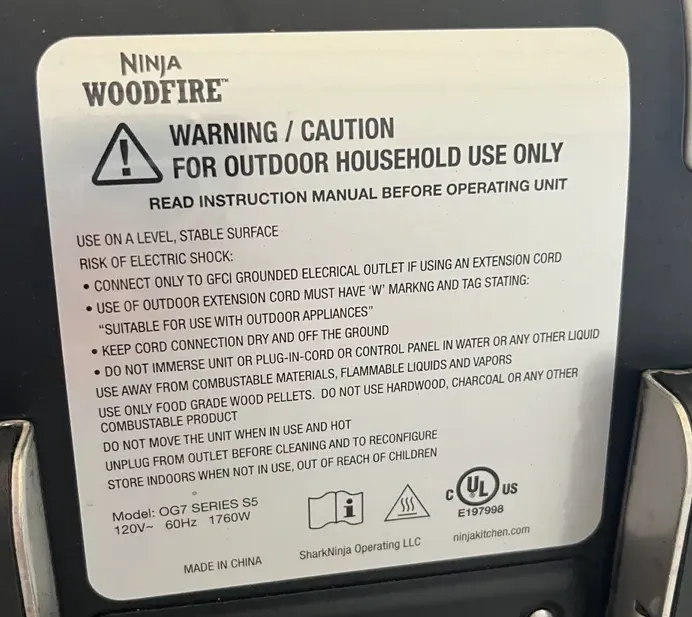 NINJA
WOODFIRE™
WARNING / CAUTION
FOR OUTDOOR HOUSEHOLD USE ONLY
READ INSTRUCTION MANUAL BEFORE OPERATING UNIT
USE ON A LEVEL, STABLE SURFACE
RISK OF ELECTRIC SHOCK:
• CONNECT ONLY TO GFCI GROUNDED ELECRICAL OUTLET IF USING AN EXTENSION CORD
• USE OF OUTDOOR EXTENSION CORD MUST HAVE 'W' MARKNG AND TAG STATING:
"SUITABLE FOR USE WITH OUTDOOR APPLIANCES"
• KEEP CORD CONNECTION DRY AND OFF THE GROUND
• DO NOT IMMERSE UNIT OR PLUG-IN-CORD OR CONTROL PANEL IN WATER OR ANY OTHER LIQUID
USE AWAY FROM COMBUSTABLE MATERIALS, FLAMMABLE LIQUIDS AND VAPORS
USE ONLY FOOD GRADE WOOD PELLETS. DO NOT USE HARDWOOD, CHARCOAL OR ANY OTHER
COMBUSTABLE PRODUCT
DO NOT MOVE THE UNIT WHEN IN USE AND HOT
UNPLUG FROM OUTLET BEFORE CLEANING AND TO RECONFIGURE
STORE INDOORS WHEN NOT IN USE, OUT OF REACH OF CHILDREN
Model: OG7 SERIES S5
120V~ 60Hz 1760W
C UL US
E197998
MADE IN CHINA
SharkNinja Operating LLC
ninjakitchen.com